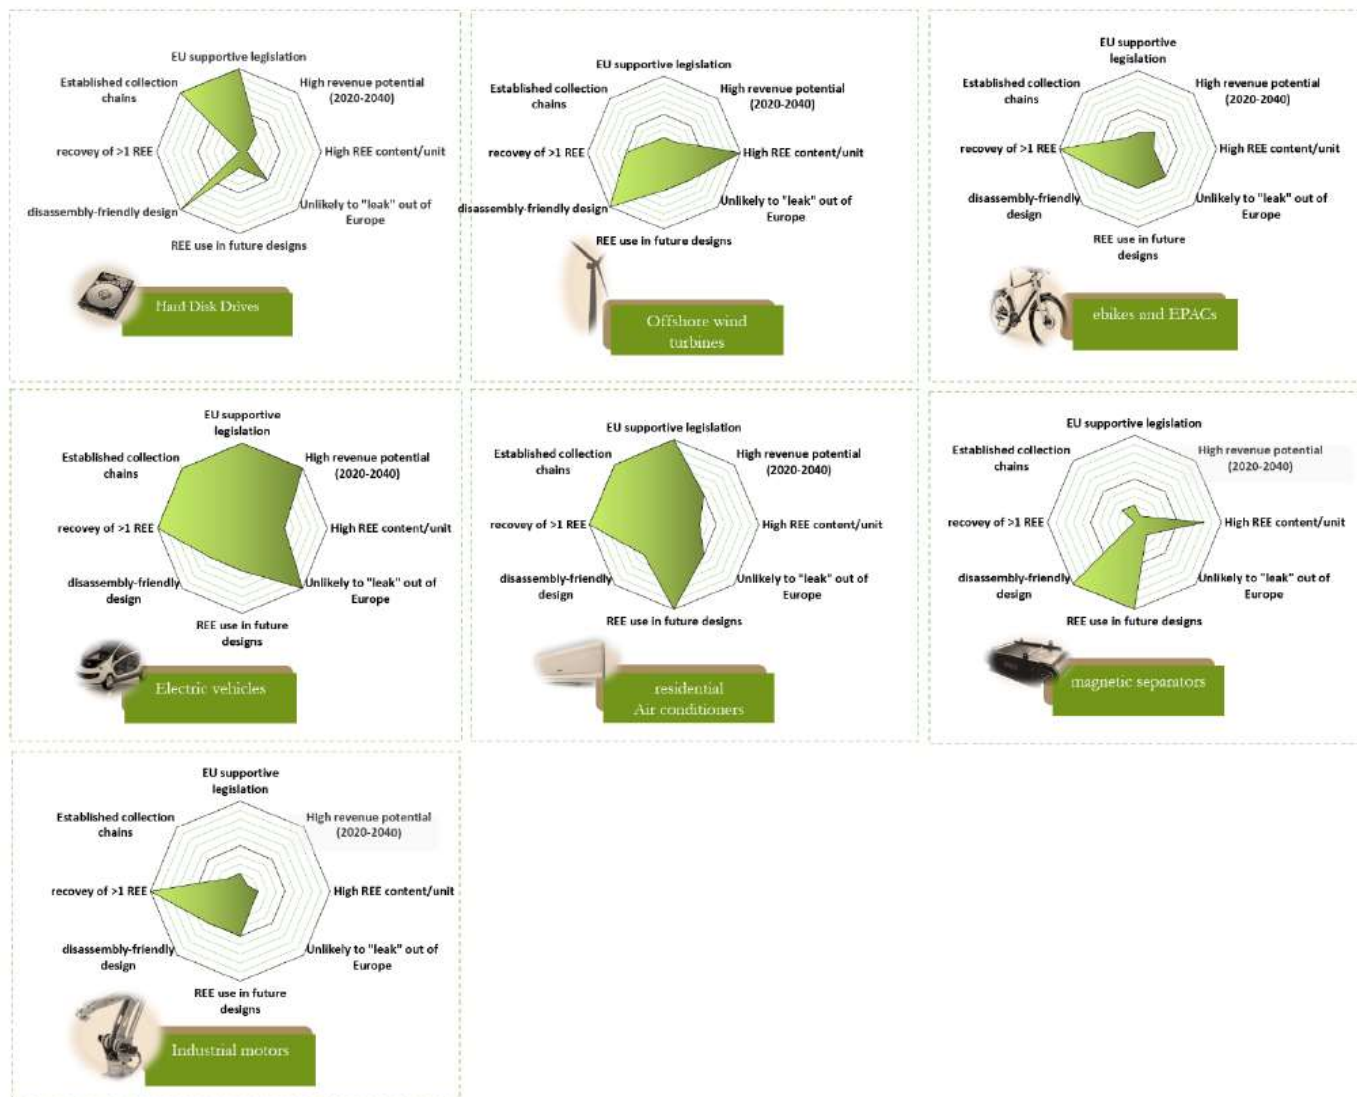 EU supportive legislation
Established collection
chains
High revenue potential
(2020-2040)
recovey of >1 REE
High REE content/unit
disassembly-friendly design
Unlikely to "leak" out of
Europe
REE use in future designs
Hard Disk Drives
EU supportive legislation
Established collection
chains
High revenue potential
(2020-2040)
recovey of >1 REE
High REE content/unit
disassembly-friendly design
Unlikely to "leak" out of
Europe
REE use in future designs
Offshore wind
turbines
EU supportive
legislation
Established collection
chains
High revenue potential
(2020-2040)
recovey of >1 REE
High REE content/unit
disassembly-friendly
design
Unlikely to "leak" out of
Europe
REE use in future
designs
ebikes and EPACs
EU supportive
legislation
Established collection
chains
High revenue potential
(2020-2040)
recovey of >1 REE
High REE content/unit
disassembly-friendly
design
Unlikely to "leak" out of
Europe
REE use in future
designs
Electric vehicles
EU supportive legislation
Established collection
chains
High revenue potential
(2020-2040)
recovey of >1 REE
High REE content/unit
disassembly-friendly
design
Unlikely to "leak" out of
Europe
REE use in future designs
residential
Air conditioners
EU supportive legislation
Established collection
chains
High revenue potential
(2020-2040)
recovey of >1 REE
High REE content/unit
disassembly-friendly
design
Unlikely to "leak" out of
Europe
REE use in future designs
magnetic separators
EU supportive
legislation
Established collection
chains
High revenue potential
(2020-2040)
recovey of >1 REE
High REE content/unit
disassembly-friendly
design
Unlikely to "leak" out of
Europe
REE use in future
designs
Industrial motors